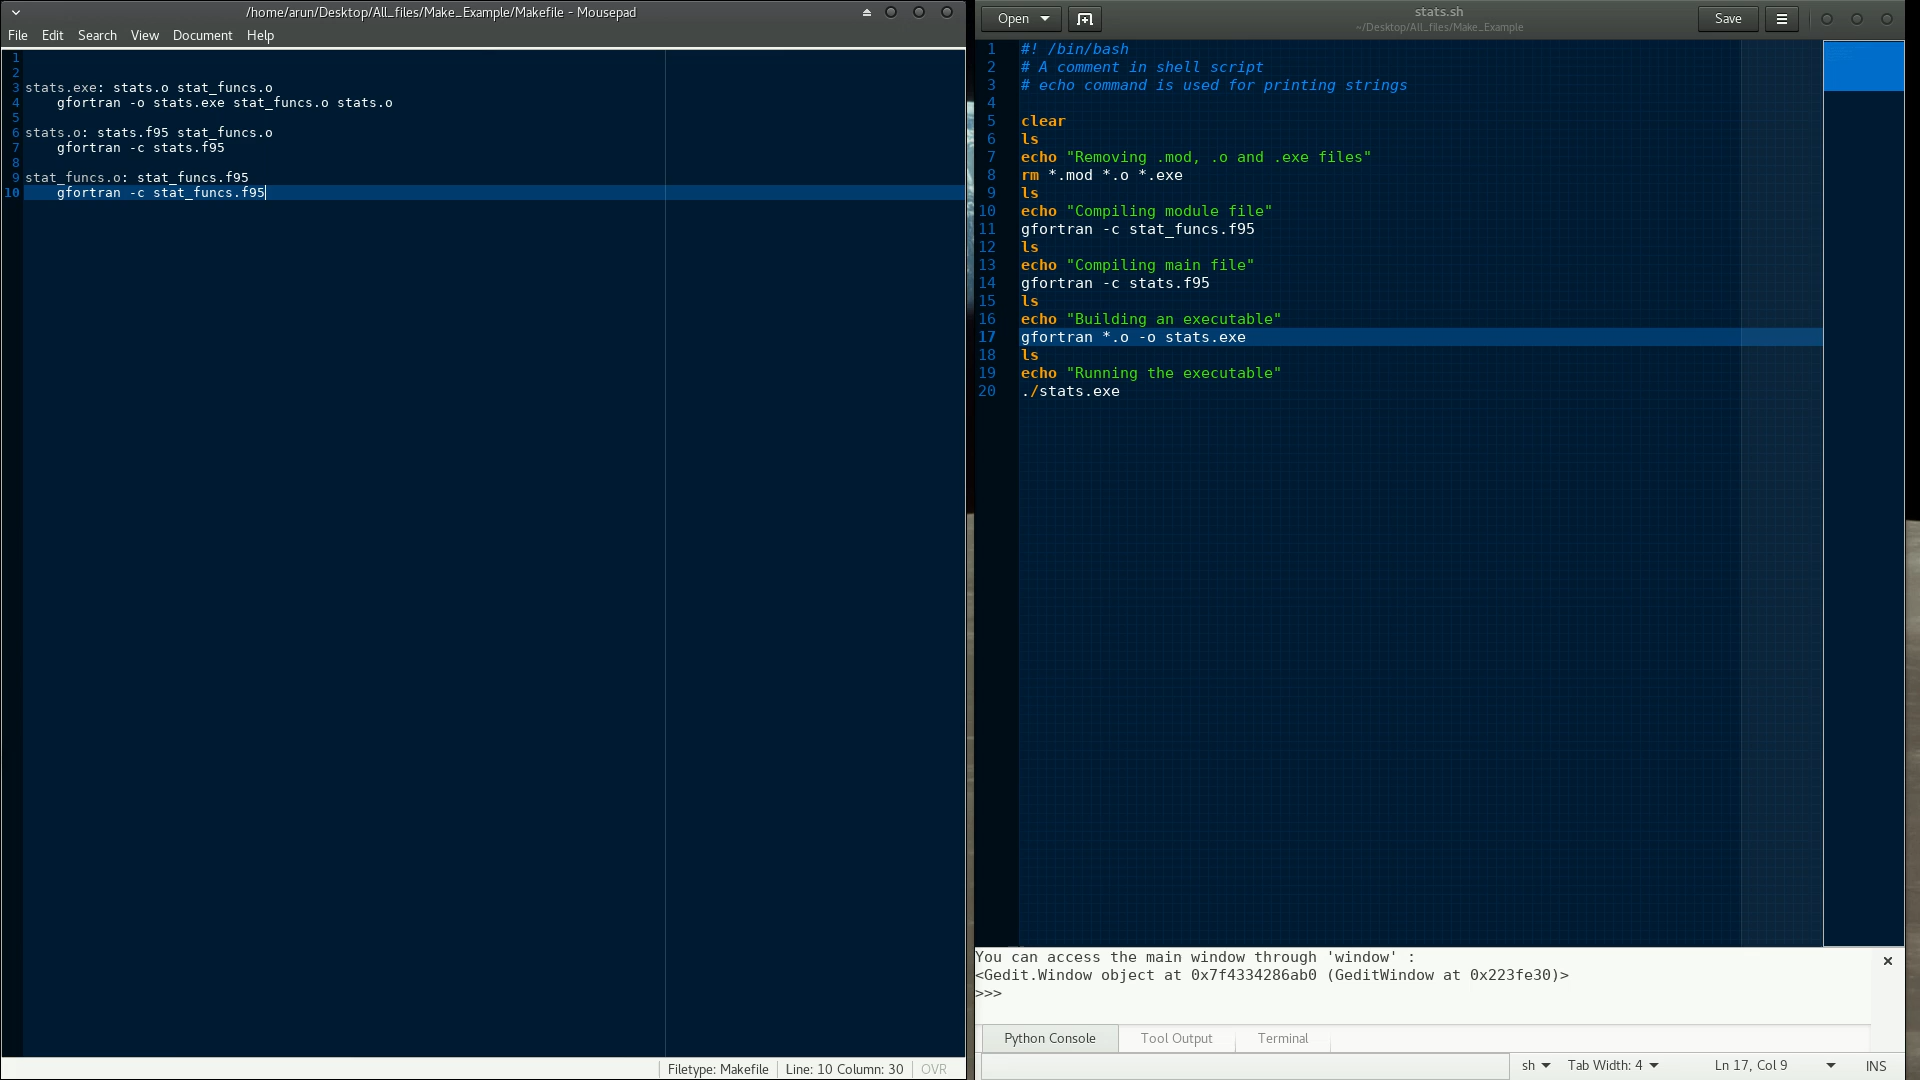 /home/arun/Desktop/All_files/Make_Example/Makefile - Mousepad
File Edit Search View Document Help
1
2
3 stats.exe: stats.o stat_funcs.o
4 gfortran -o stats.exe stat_funcs.o stats.o
5
6 stats.o: stats.f95 stat_funcs.o
7 gfortran -c stats.f95
8
9 stat_funcs.o: stat_funcs.f95
10 gfortran -c stat_funcs.f95
Filetype: Makefile Line: 10 Column: 30 OVR
Open stats.sh Save
~/Desktop/All_files/Make_Example
1 #! /bin/bash
2 # A comment in shell script
3 # echo command is used for printing strings
4
5 clear
6 ls
7 echo "Removing .mod, .o and .exe files"
8 rm *.mod *.o *.exe
9 ls
10 echo "Compiling module file"
11 gfortran -c stat_funcs.f95
12 ls
13 echo "Compiling main file"
14 gfortran -c stats.f95
15 ls
16 echo "Building an executable"
17 gfortran *.o -o stats.exe
18 ls
19 echo "Running the executable"
20 ./stats.exe
You can access the main window through 'window' :
<Gedit.Window object at 0x7f4334286ab0 (GeditWindow at 0x223fe30)>
>>>
Python Console Tool Output Terminal
sh Tab Width: 4 Ln 17, Col 9 INS